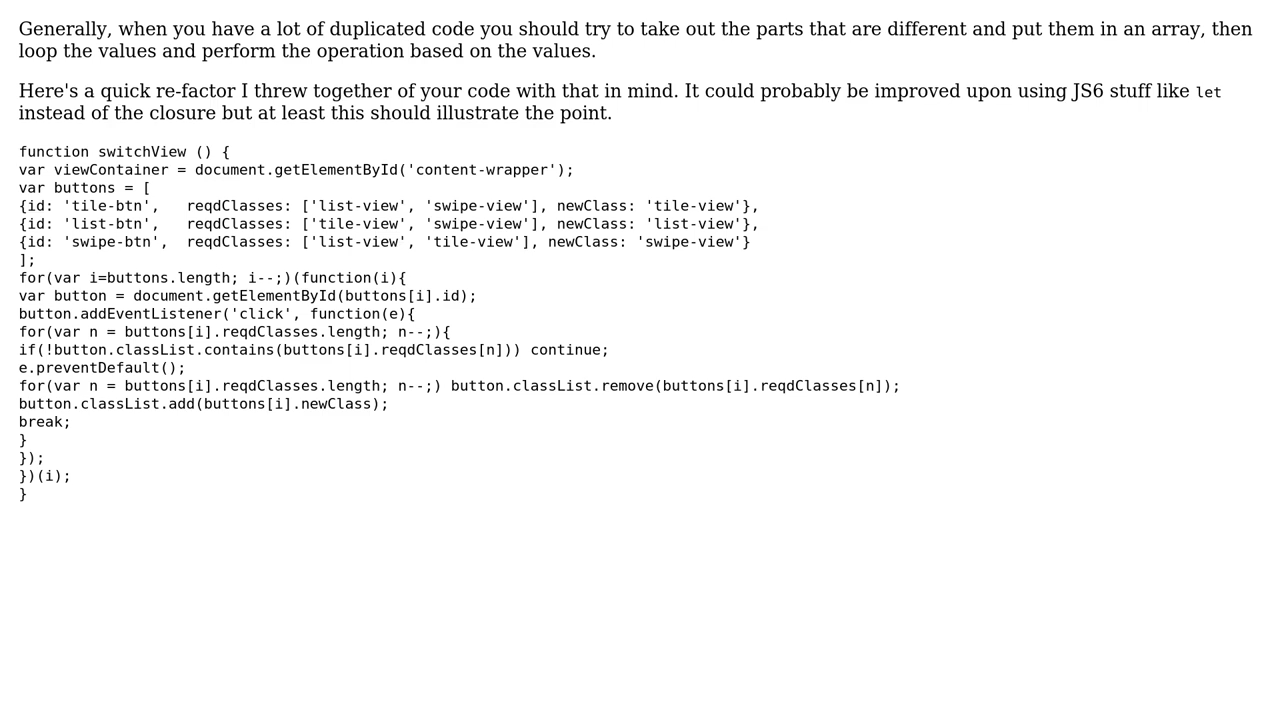 Generally, when you have a lot of duplicated code you should try to take out the parts that are different and put them in an array, then
loop the values and perform the operation based on the values.
Here's a quick re-factor I threw together of your code with that in mind. It could probably be improved upon using JS6 stuff like let
instead of the closure but at least this should illustrate the point.
function switchView () {
var viewContainer = document.getElementById('content-wrapper');
var buttons = [
{id: 'tile-btn',   reqdClasses: ['list-view', 'swipe-view'], newClass: 'tile-view'},
{id: 'list-btn',   reqdClasses: ['tile-view', 'swipe-view'], newClass: 'list-view'},
{id: 'swipe-btn',  reqdClasses: ['list-view', 'tile-view'], newClass: 'swipe-view'}
];
for(var i=buttons.length; i--;)(function(i){
var button = document.getElementById(buttons[i].id);
button.addEventListener('click', function(e){
for(var n = buttons[i].reqdClasses.length; n--;){
if(!button.classList.contains(buttons[i].reqdClasses[n])) continue;
e.preventDefault();
for(var n = buttons[i].reqdClasses.length; n--;) button.classList.remove(buttons[i].reqdClasses[n]);
button.classList.add(buttons[i].newClass);
break;
}
});
})(i);
}